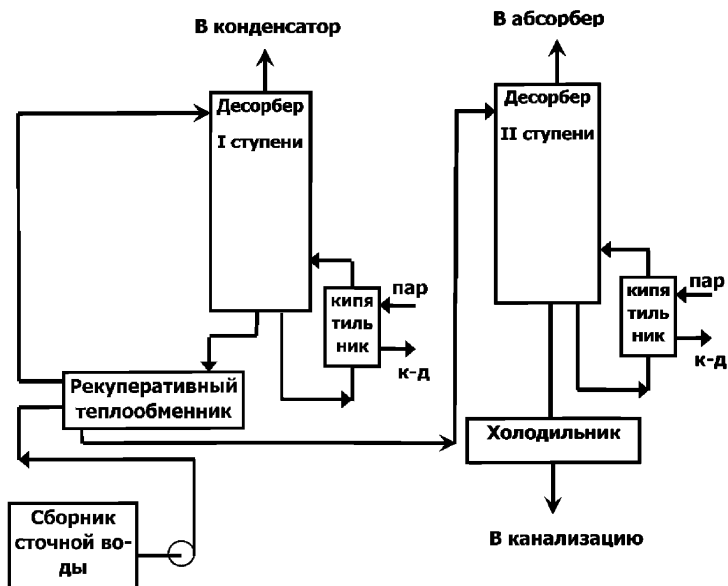 В конденсатор
В абсорбер
Десорбер
I ступени
Десорбер
II ступени
кипя
тиль
ник
пар
к-д
кипя
тиль
ник
пар
к-д
Рекуперативный
теплообменник
Холодильник
Сборник
сточной во-
ды
В канализацию